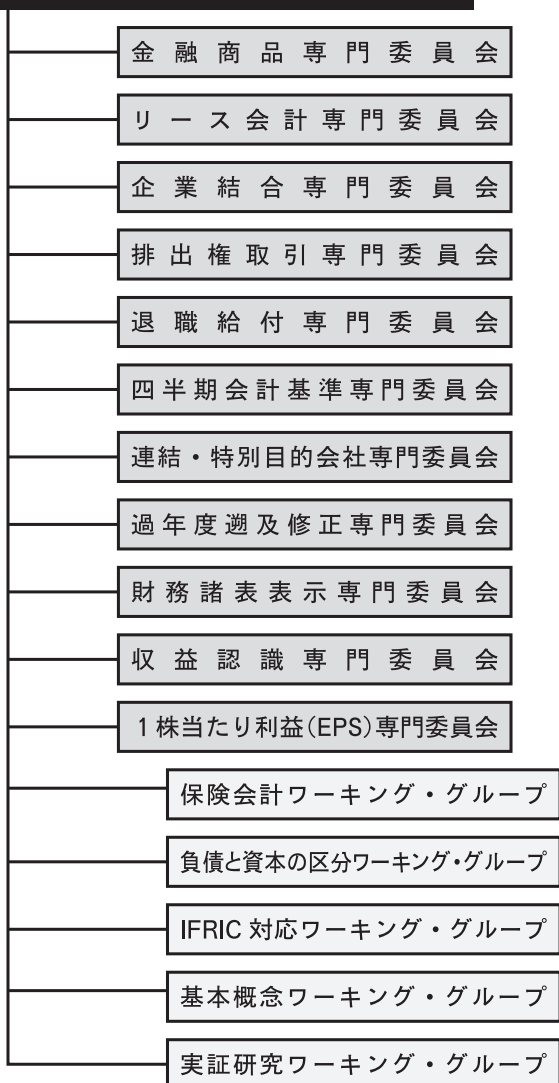 金融商品専門委員会
リース会計専門委員会
企業結合専門委員会
排出権取引専門委員会
退職給付専門委員会
四半期会計基準専門委員会
連結・特別目的会社専門委員会
過年度遡及修正専門委員会
財務諸表表示専門委員会
収益認識専門委員会
1株当たり利益(EPS)専門委員会
保険会計ワーキング・グループ
負債と資本の区分ワーキング・グループ
IFRIC 対応ワーキング・グループ
基本概念ワーキング・グループ
実証研究ワーキング・グループ